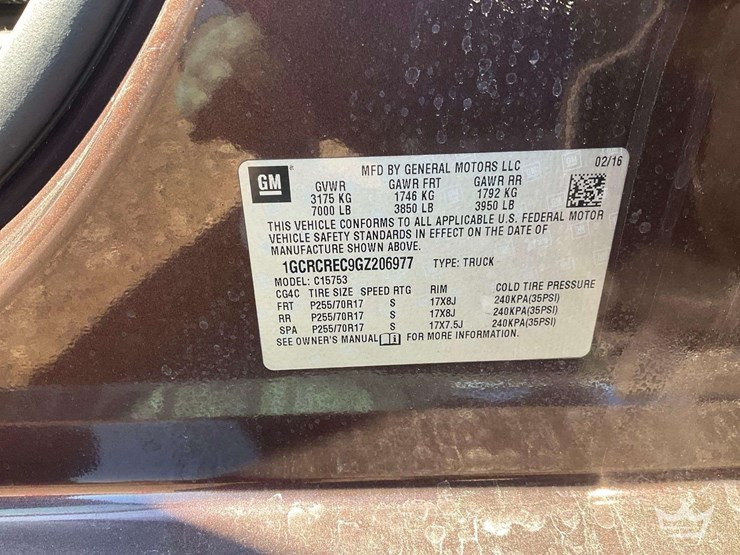 GM
MFD BY GENERAL MOTORS LLC 02/16
GVWR GAWR FRT GAWR RR
3175 KG 1746 KG 1792 KG
7000 LB 3850 LB 3950 LB
THIS VEHICLE CONFORMS TO ALL APPLICABLE U.S. FEDERAL MOTOR
VEHICLE SAFETY STANDARDS IN EFFECT ON THE DATE OF
MANUFACTURE SHOWN ABOVE.
1GCRCREC9GZ206977 TYPE: TRUCK
MODEL: C15753
CG4C TIRE SIZE SPEED RTG RIM COLD TIRE PRESSURE
FRT P255/70R17 S 17X8J 240KPA(35PSI)
RR P255/70R17 S 17X8J 240KPA(35PSI)
SPA P255/70R17 S 17X7.5J 240KPA(35PSI)
SEE OWNER'S MANUAL FOR MORE INFORMATION.